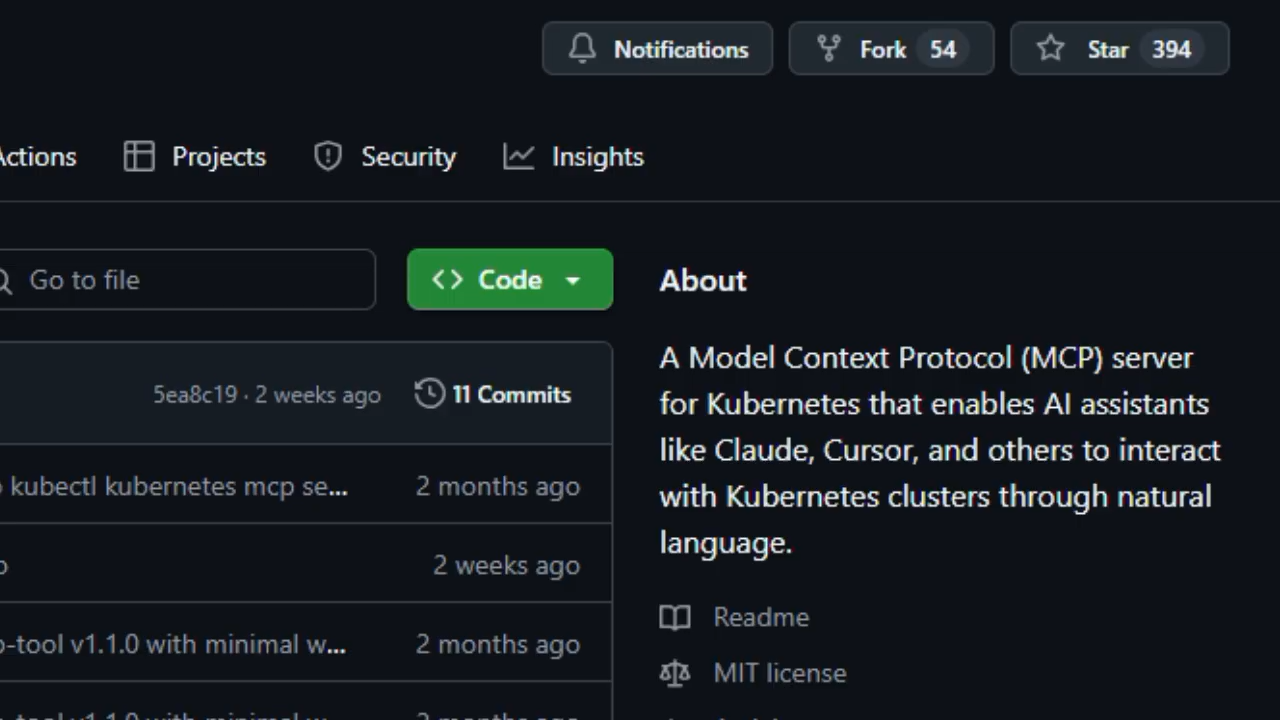 Notifications Fork 54 Star 394
Actions Projects Security Insights
Go to file Code About
A Model Context Protocol (MCP) server
for Kubernetes that enables AI assistants
like Claude, Cursor, and others to interact
with Kubernetes clusters through natural
language.
5ea8c19 · 2 weeks ago 11 Commits
kubectl kubernetes mcp se... 2 months ago
2 weeks ago
-tool v1.1.0 with minimal w... 2 months ago
Readme
MIT license